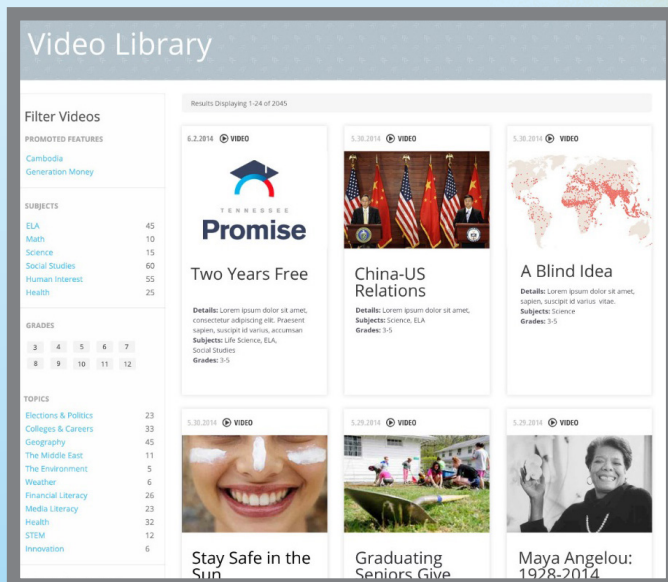 Video Library
Filter Videos
PROMOTED FEATURES
Cambodia
Generation Money
SUBJECTS
ELA 45
Math 10
Science 15
Social Studies 60
Human Interest 55
Health 25
GRADES
3 4 5 6 7
8 9 10 11 12
TOPICS
Elections & Politics 23
Colleges & Careers 33
Geography 45
The Middle East 11
The Environment 5
Weather 6
Financial Literacy 26
Media Literacy 23
Health 32
STEM 12
Innovation 6
Results Displaying 1-24 of 2045
6.2.2014 VIDEO
TENNESSEE
Promise
Two Years Free
Details: Lorem ipsum dolor sit amet,
consectetur adipiscing elit. Praesent
sapien, suscipit id varius, accumsan
Subjects: Life Science, ELA,
Social Studies
Grades: 3-5
5.30.2014 VIDEO
China-US
Relations
Details: Lorem ipsum dolor sit amet,
Subjects: Science, ELA
Grades: 3-5
5.30.2014 VIDEO
A Blind Idea
Details: Lorem ipsum dolor sit amet,
sapien, suscipit id varius vitae.
Subjects: Science
Grades: 3-5
5.30.2014 VIDEO
Stay Safe in the
Sun
5.29.2014 VIDEO
Graduating
Seniors Give
5.29.2014 VIDEO
Maya Angelou:
1928-2014